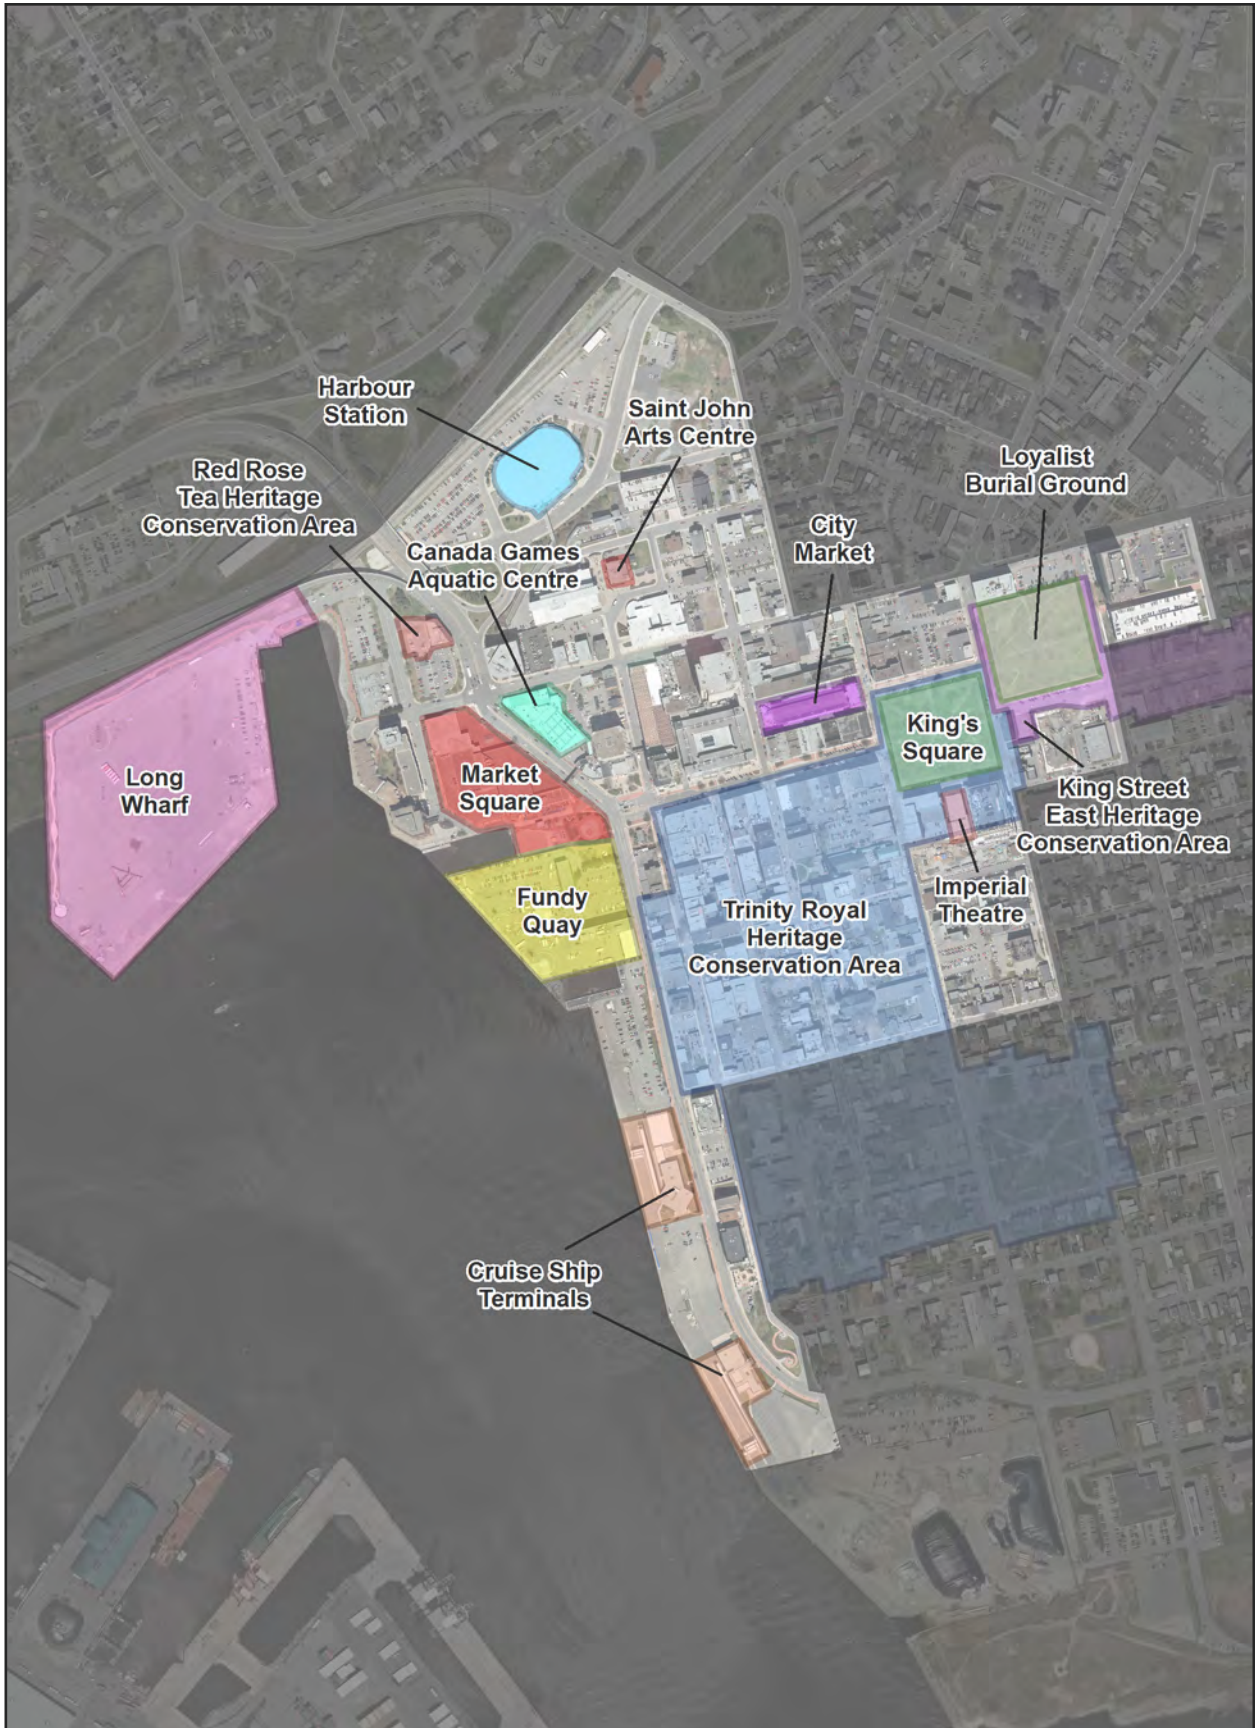 Harbour
Station
Saint John
Arts Centre
Red Rose
Tea Heritage
Conservation Area
Loyalist
Burial Ground
City
Market
Canada Games
Aquatic Centre
King's
Square
Long
Wharf
Market
Square
King Street
East Heritage
Conservation Area
Imperial
Theatre
Fundy
Quay
Trinity Royal
Heritage
Conservation Area
Cruise Ship
Terminals